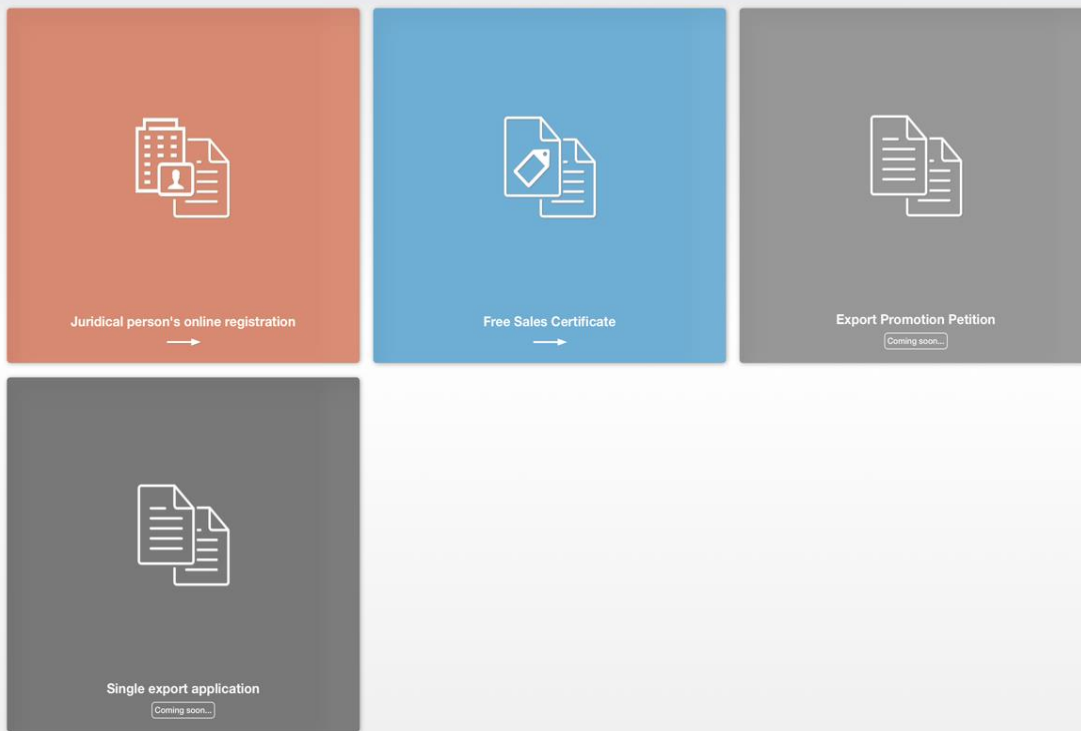 Juridical person's online registration
Free Sales Certificate
Export Promotion Petition
Coming soon...
Single export application
Coming soon...